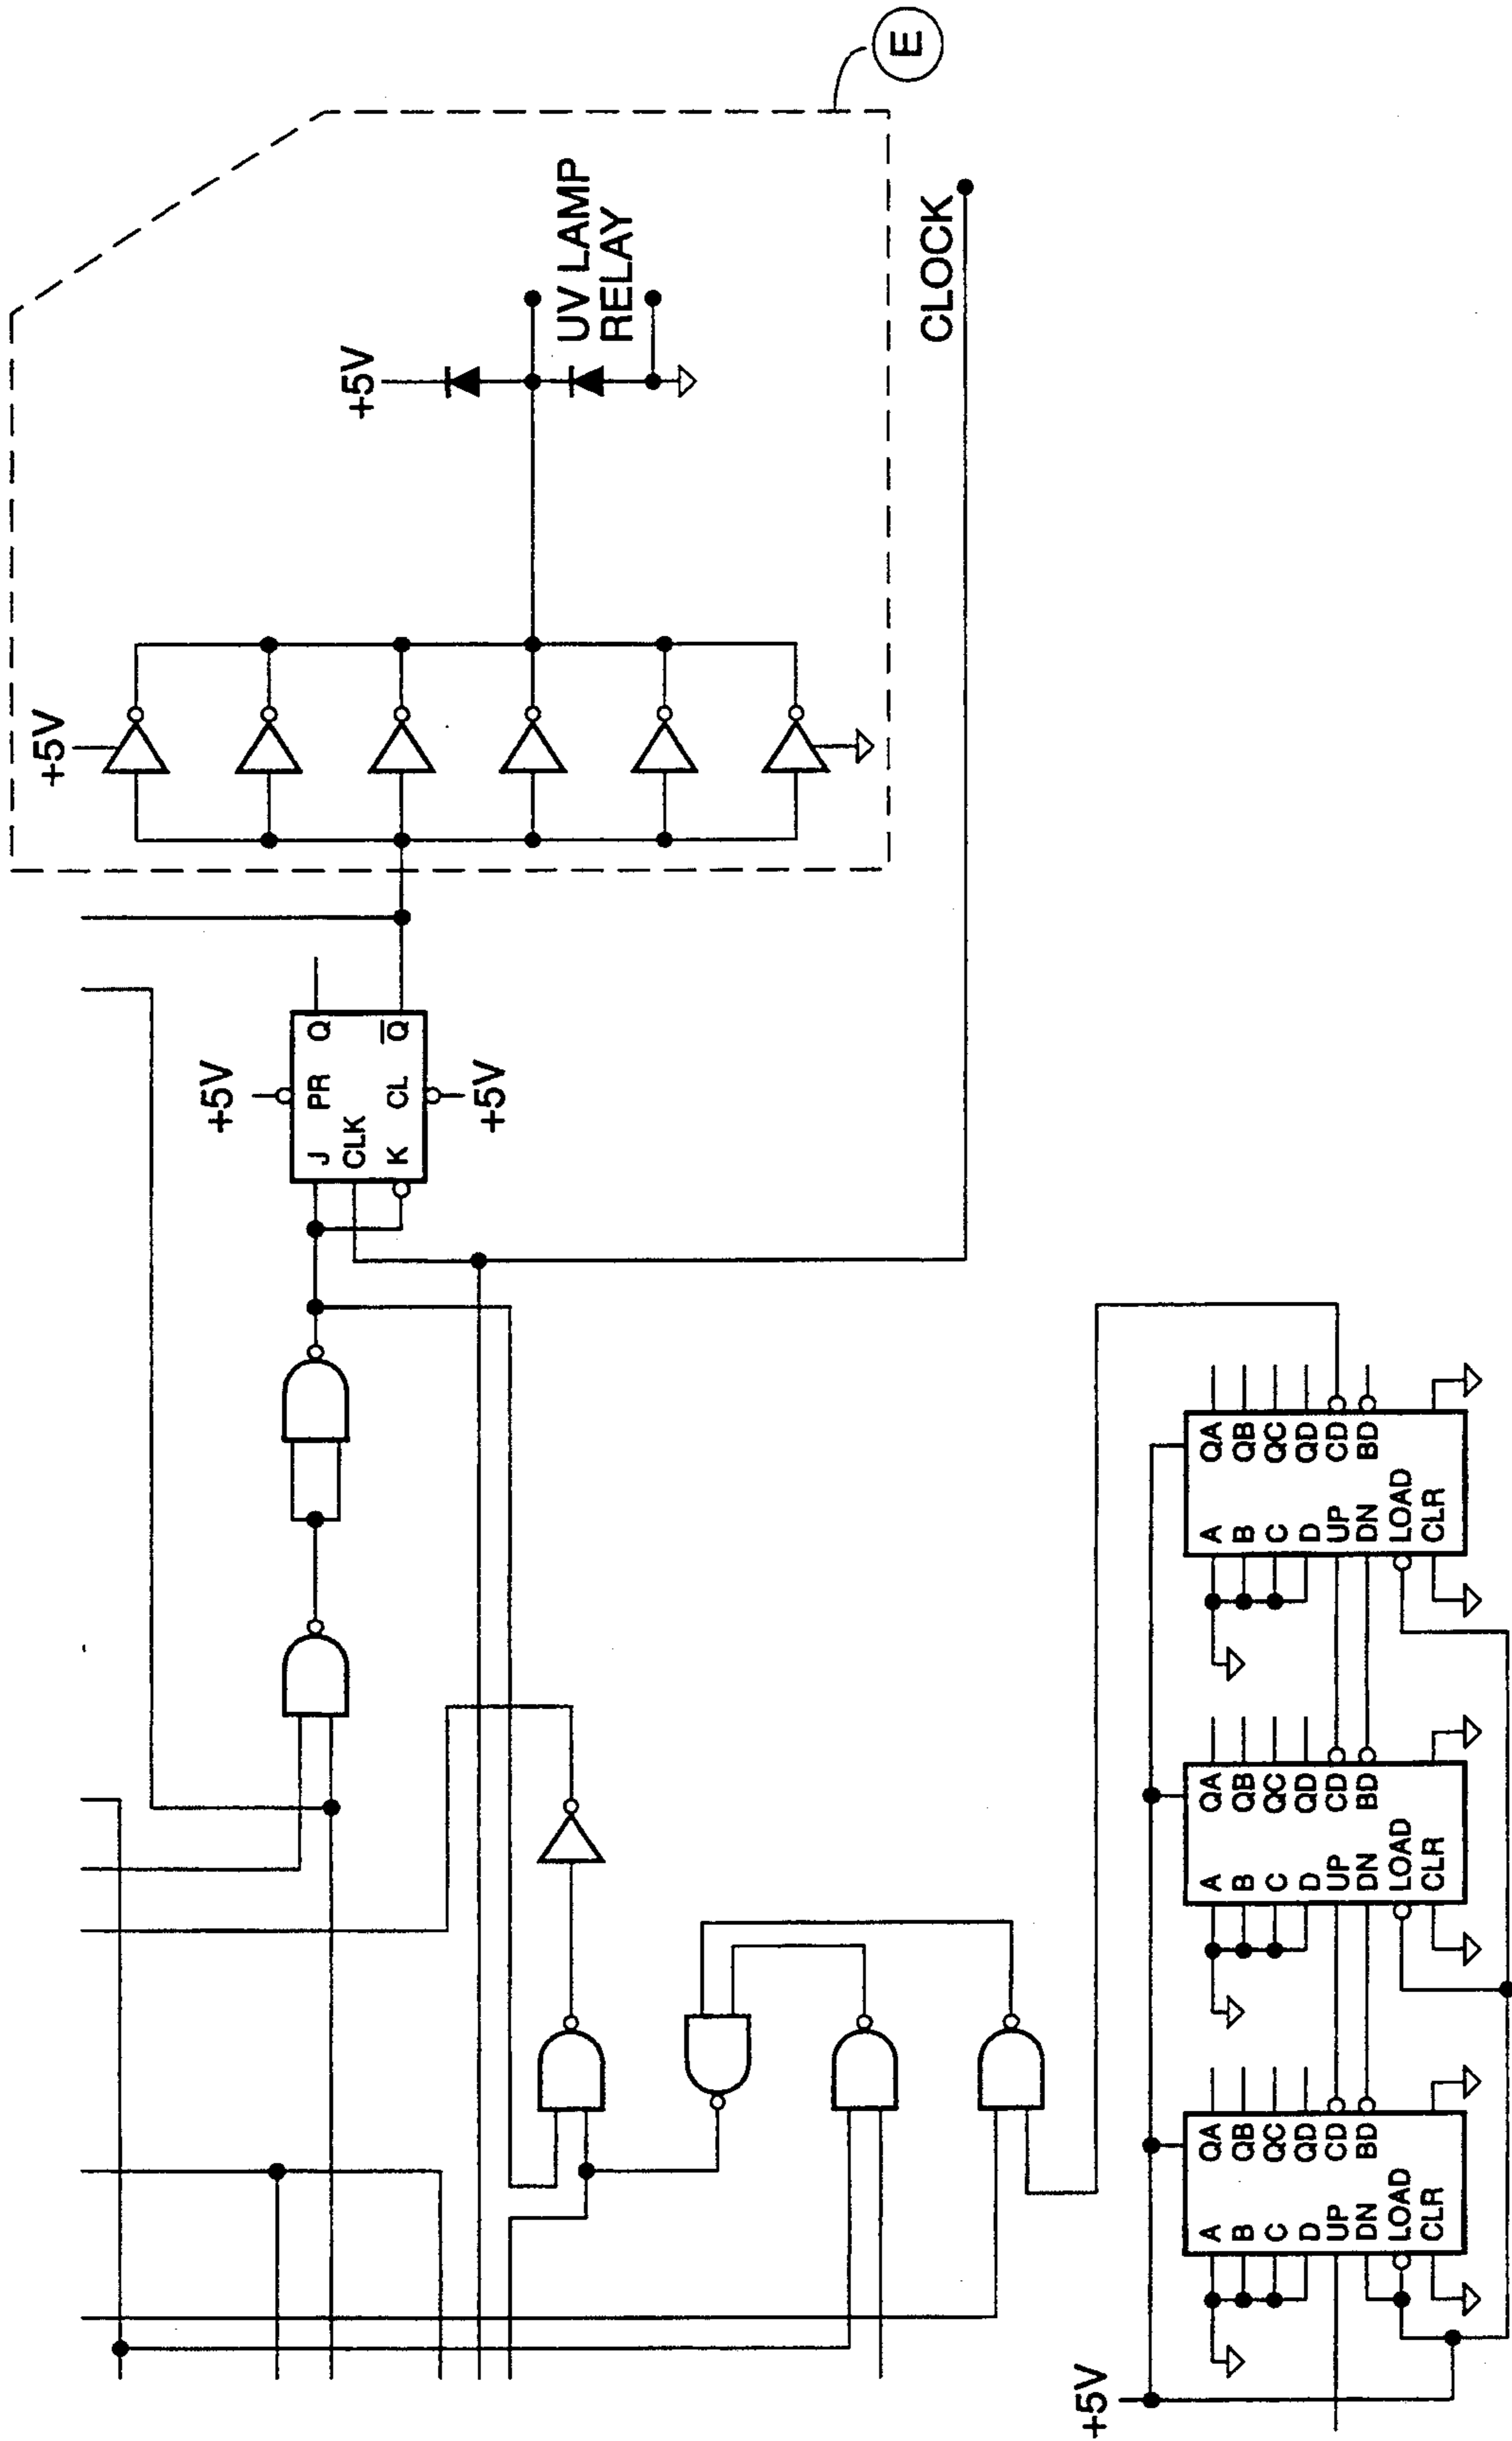 E
+5V
+5V
UV LAMP
RELAY
CLOCK
+5V
J PR Q
CLK
K CL Q̅
+5V
+5V
A QA
B QB
C QC
D QD
UP CD
DN BD
LOAD
CLR
A QA
B QB
C QC
D QD
UP CD
DN BD
LOAD
CLR
A QA
B QB
C QC
D QD
UP CD
DN BD
LOAD
CLR